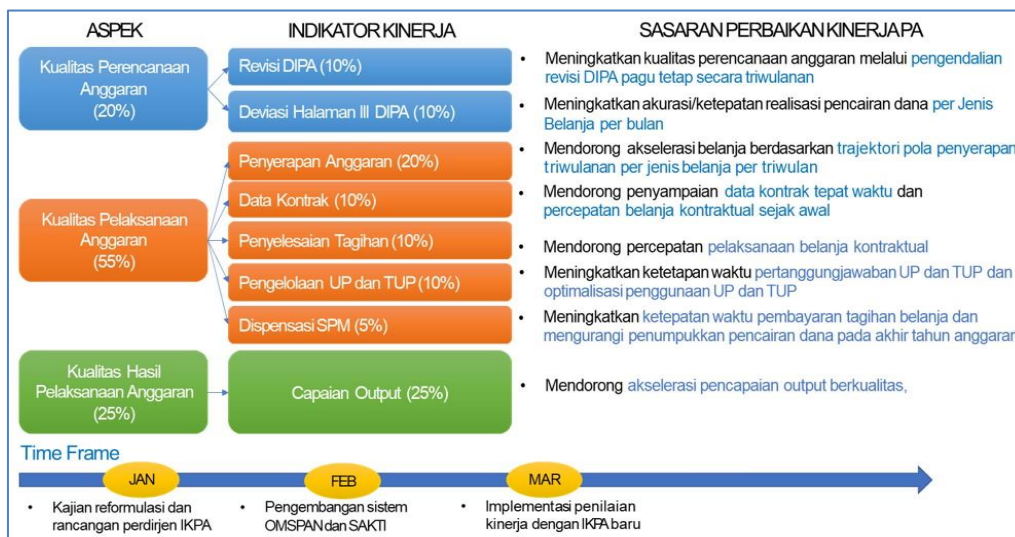 ASPEK
INDIKATOR KINERJA
SASARAN PERBAIKAN KINERJA PA
Kualitas Perencanaan
Anggaran
(20%)
Revisi DIPA (10%)
Deviasi Halaman III DIPA (10%)
• Meningkatkan kualitas perencanaan anggaran melalui pengendalian
revisi DIPA pagu tetap secara triwulanan
• Meningkatkan akurasi/ketepatan realisasi pencairan dana per Jenis
Belanja per bulan
Kualitas Pelaksanaan
Anggaran
(55%)
Penyerapan Anggaran (20%)
Data Kontrak (10%)
Penyelesaian Tagihan (10%)
Pengelolaan UP dan TUP (10%)
Dispensasi SPM (5%)
• Mendorong akselerasi belanja berdasarkan trajektori pola penyerapan
triwulanan per jenis belanja per triwulan
• Mendorong penyampaian data kontrak tepat waktu dan
percepatan belanja kontraktual sejak awal
• Mendorong percepatan pelaksanaan belanja kontraktual
• Meningkatkan ketetapan waktu pertanggungjawaban UP dan TUP dan
optimalisasi penggunaan UP dan TUP
• Meningkatkan ketepatan waktu pembayaran tagihan belanja dan
mengurangi penumpukkan pencairan dana pada akhir tahun anggaran
Kualitas Hasil
Pelaksanaan Anggaran
(25%)
Capaian Output (25%)
• Mendorong akselerasi pencapaian output berkualitas,
Time Frame
JAN
FEB
MAR
• Kajian reformulasi dan
rancangan perdirjen IKPA
• Pengembangan sistem
OMSPAN dan SAKTI
• Implementasi penilaian
kinerja dengan IKPA baru